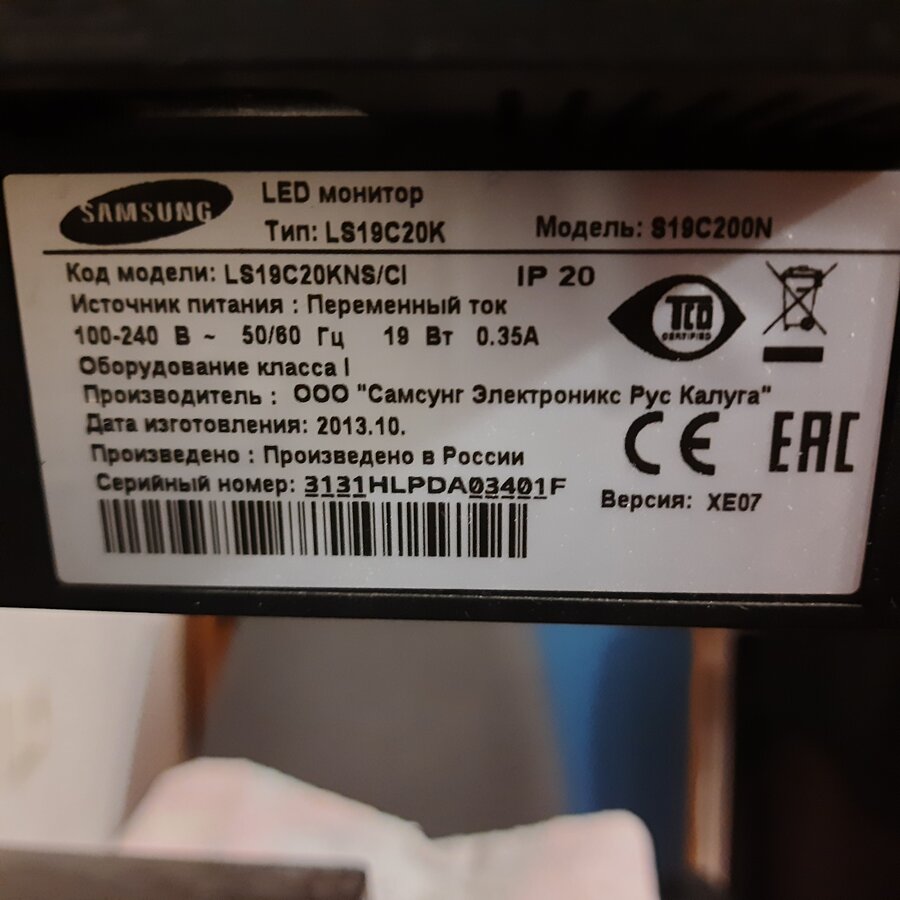 SAMSUNG
LED монитор
Тип: LS19C20K
Модель: S19C200N
Код модели: LS19C20KNS/CI
IP 20
Источник питания : Переменный ток
100-240 В ~ 50/60 Гц 19 Вт 0.35A
TCO
CERTIFIED
Оборудование класса I
Производитель : ООО "Самсунг Электроникс Рус Калуга"
Дата изготовления: 2013.10.
CE EAC
Произведено : Произведено в России
Серийный номер: 3131HLPDA03401F
Версия: XE07